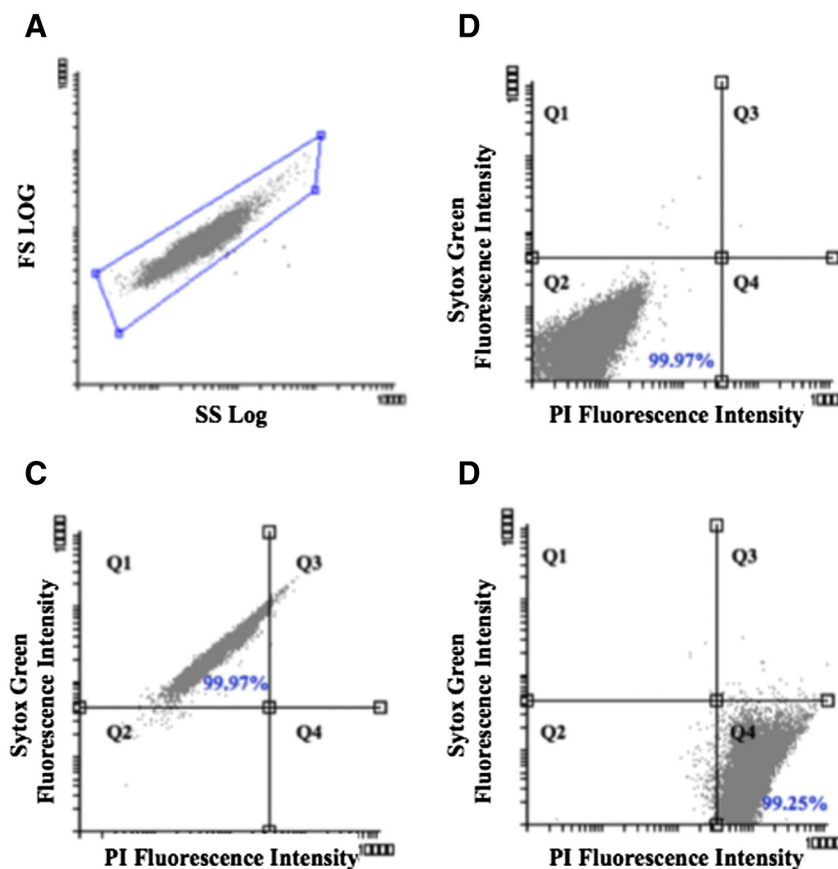 A
FS LOG
SS Log
D
Q1
Q3
Q2
Q4
99.97%
Sytox Green
Fluorescence Intensity
PI Fluorescence Intensity
C
Q1
Q3
99.97%
Q2
Q4
Sytox Green
Fluorescence Intensity
PI Fluorescence Intensity
D
Q1
Q3
Q2
Q4
99.25%
Sytox Green
Fluorescence Intensity
PI Fluorescence Intensity